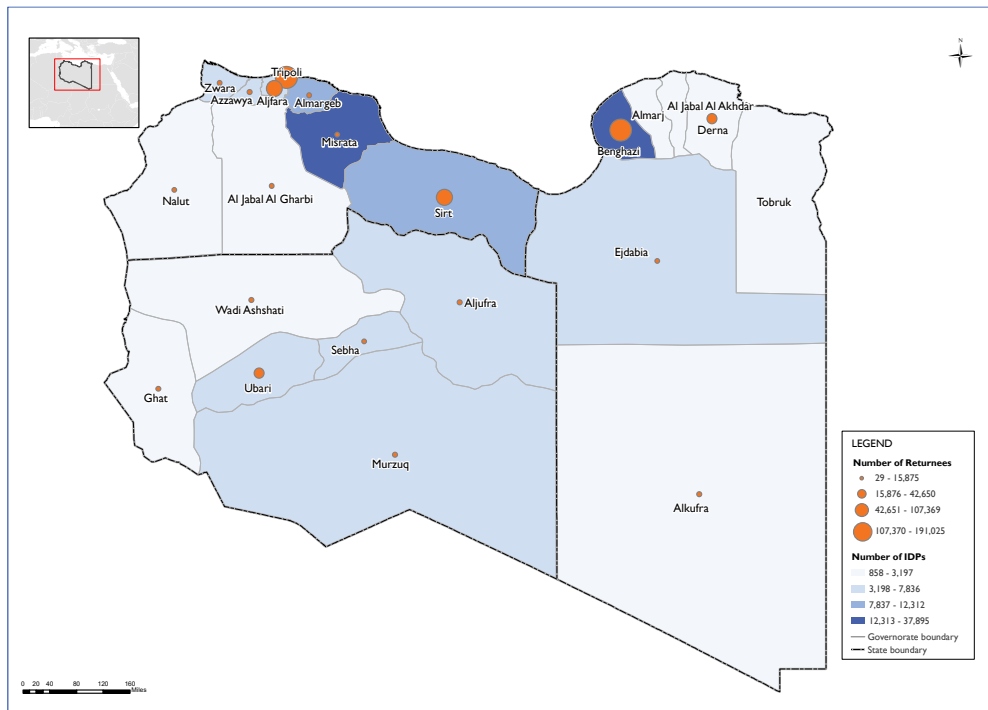 N
Tripoli
Zwara
Azzawya
Aljfara
Almargeb
Misrata
Al Jabal Al Akhdar
Almarj
Derna
Benghazi
Nalut
Al Jabal Al Gharbi
Sirt
Tobruk
Ejdabia
Wadi Ashshati
Aljufra
Sebha
Ubari
Ghat
Murzuq
Alkufra
LEGEND
Number of Returnees
29 - 15,875
15,876 - 42,650
42,651 - 107,369
107,370 - 191,025
Number of IDPs
858 - 3,197
3,198 - 7,836
7,837 - 12,312
12,313 - 37,895
Governorate boundary
State boundary
0 20 40 80 120 160
Miles